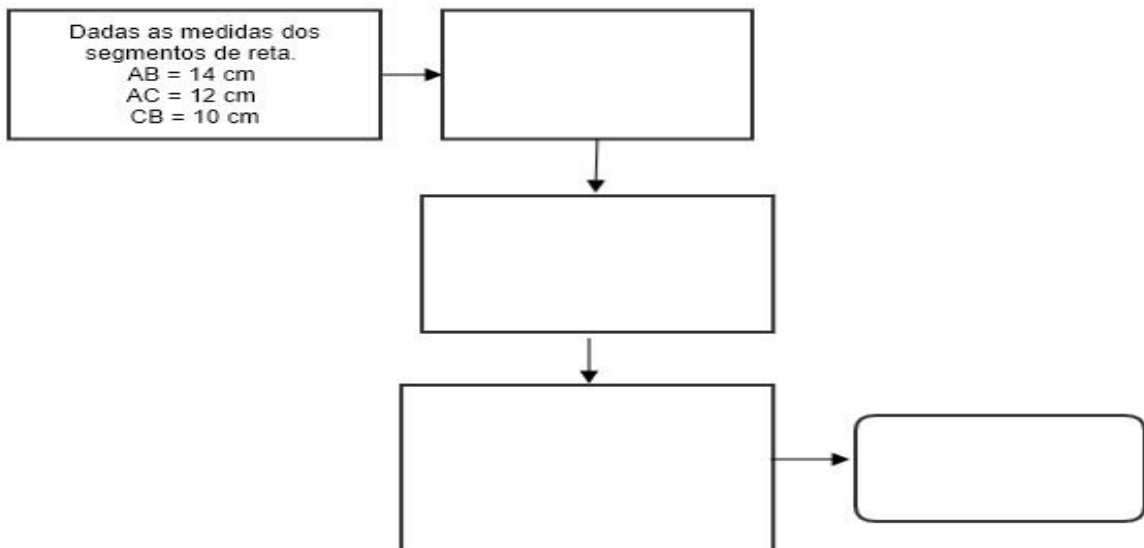 Dadas as medidas dos
segmentos de reta.
AB = 14 cm
AC = 12 cm
CB = 10 cm